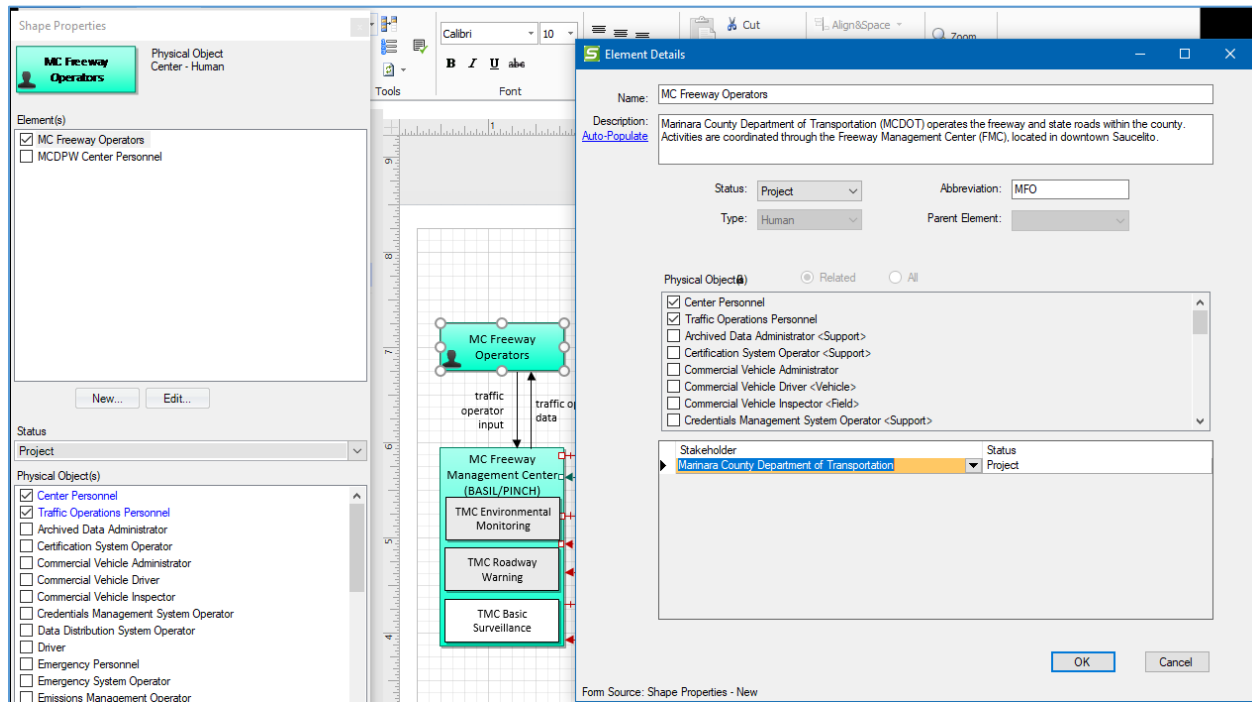 Shape Properties
MC Freeway
Operators
Physical Object
Center - Human
Element(s)
MC Freeway Operators
MCDPW Center Personnel
New...
Edit...
Status
Project
Physical Object(s)
Center Personnel
Traffic Operations Personnel
Archived Data Administrator
Certification System Operator
Commercial Vehicle Administrator
Commercial Vehicle Driver
Commercial Vehicle Inspector
Credentials Management System Operator
Data Distribution System Operator
Driver
Emergency Personnel
Emergency System Operator
Emissions Management Operator
Tools
Calibri
10
B I U abc
Font
Cut
Align&Space
Zoom
1
9
8
7
6
5
4
MC Freeway
Operators
traffic
operator
input
traffic o
data
MC Freeway
Management Center
(BASIL/PINCH)
TMC Environmental
Monitoring
TMC Roadway
Warning
TMC Basic
Surveillance
Element Details
Name:
MC Freeway Operators
Description:
Auto-Populate
Marinara County Department of Transportation (MCDOT) operates the freeway and state roads within the county.
Activities are coordinated through the Freeway Management Center (FMC), located in downtown Saucelito.
Status:
Project
Abbreviation:
MFO
Type:
Human
Parent Element:
Physical Object(s)
Related
All
Center Personnel
Traffic Operations Personnel
Archived Data Administrator <Support>
Certification System Operator <Support>
Commercial Vehicle Administrator
Commercial Vehicle Driver <Vehicle>
Commercial Vehicle Inspector <Field>
Credentials Management System Operator <Support>
Stakeholder
Status
Marinara County Department of Transportation
Project
OK
Cancel
Form Source: Shape Properties - New